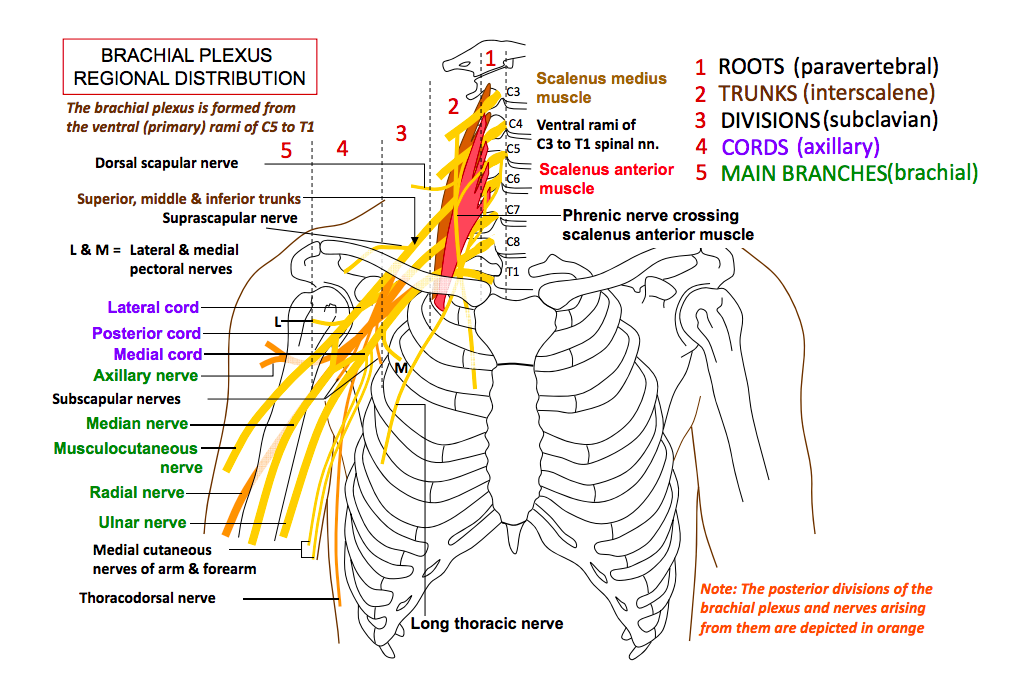 BRACHIAL PLEXUS
REGIONAL DISTRIBUTION
The brachial plexus is formed from
the ventral (primary) rami of C5 to T1
1 ROOTS (paravertebral)
2 TRUNKS (interscalene)
3 DIVISIONS (subclavian)
4 CORDS (axillary)
5 MAIN BRANCHES (brachial)
5
4
3
2
1
Scalenus medius
muscle
Ventral rami of
C3 to T1 spinal nn.
Scalenus anterior
muscle
Phrenic nerve crossing
scalenus anterior muscle
C3
C4
C5
C6
C7
C8
T1
Dorsal scapular nerve
Superior, middle & inferior trunks
Suprascapular nerve
L & M = Lateral & medial
pectoral nerves
Lateral cord
L
Posterior cord
Medial cord
M
Axillary nerve
Subscapular nerves
Median nerve
Musculocutaneous
nerve
Radial nerve
Ulnar nerve
Medial cutaneous
nerves of arm & forearm
Thoracodorsal nerve
Long thoracic nerve
Note: The posterior divisions of the
brachial plexus and nerves arising
from them are depicted in orange